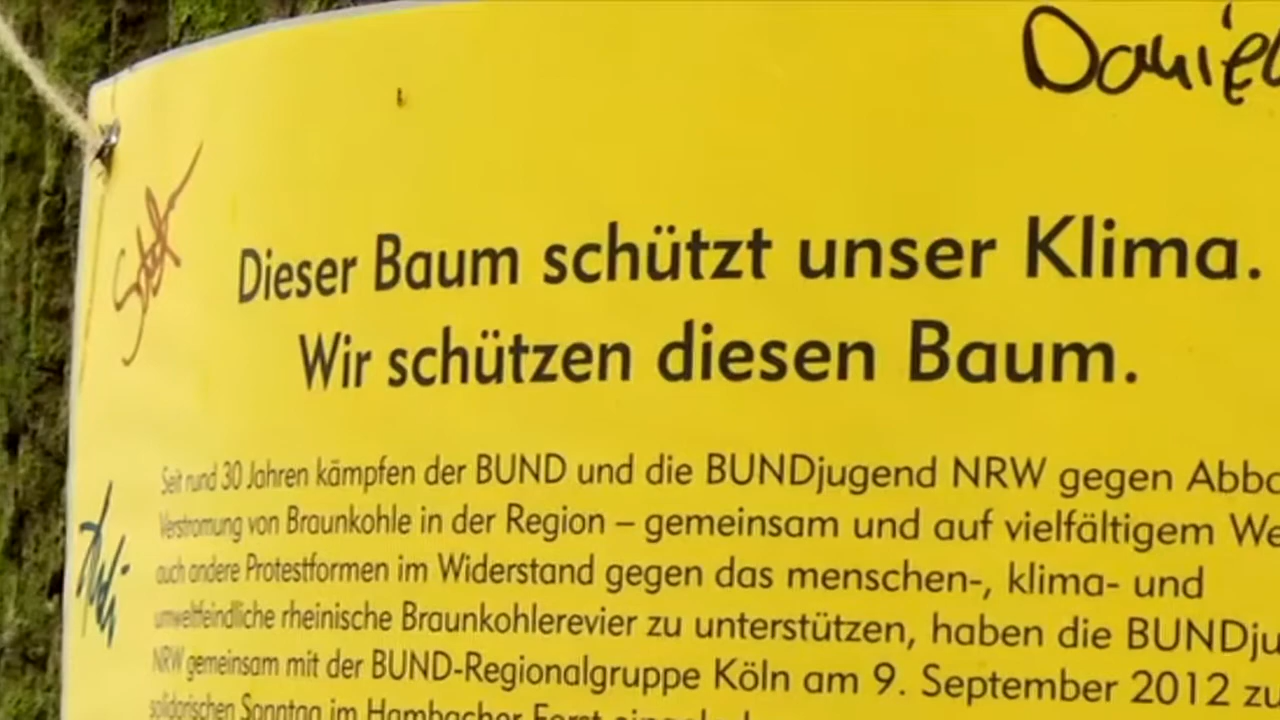 Daniel
Dieser Baum schützt unser Klima.
Wir schützen diesen Baum.
Seit rund 30 Jahren kämpfen der BUND und die BUNDjugend NRW gegen Abba
Verstromung von Braunkohle in der Region – gemeinsam und auf vielfältigem We
auch andere Protestformen im Widerstand gegen das menschen-, klima- und
umweltfeindliche rheinische Braunkohlerevier zu unterstützen, haben die BUNDju
NRW gemeinsam mit der BUND-Regionalgruppe Köln am 9. September 2012 zu
solidarischen Sonntag im Hambacher Forst